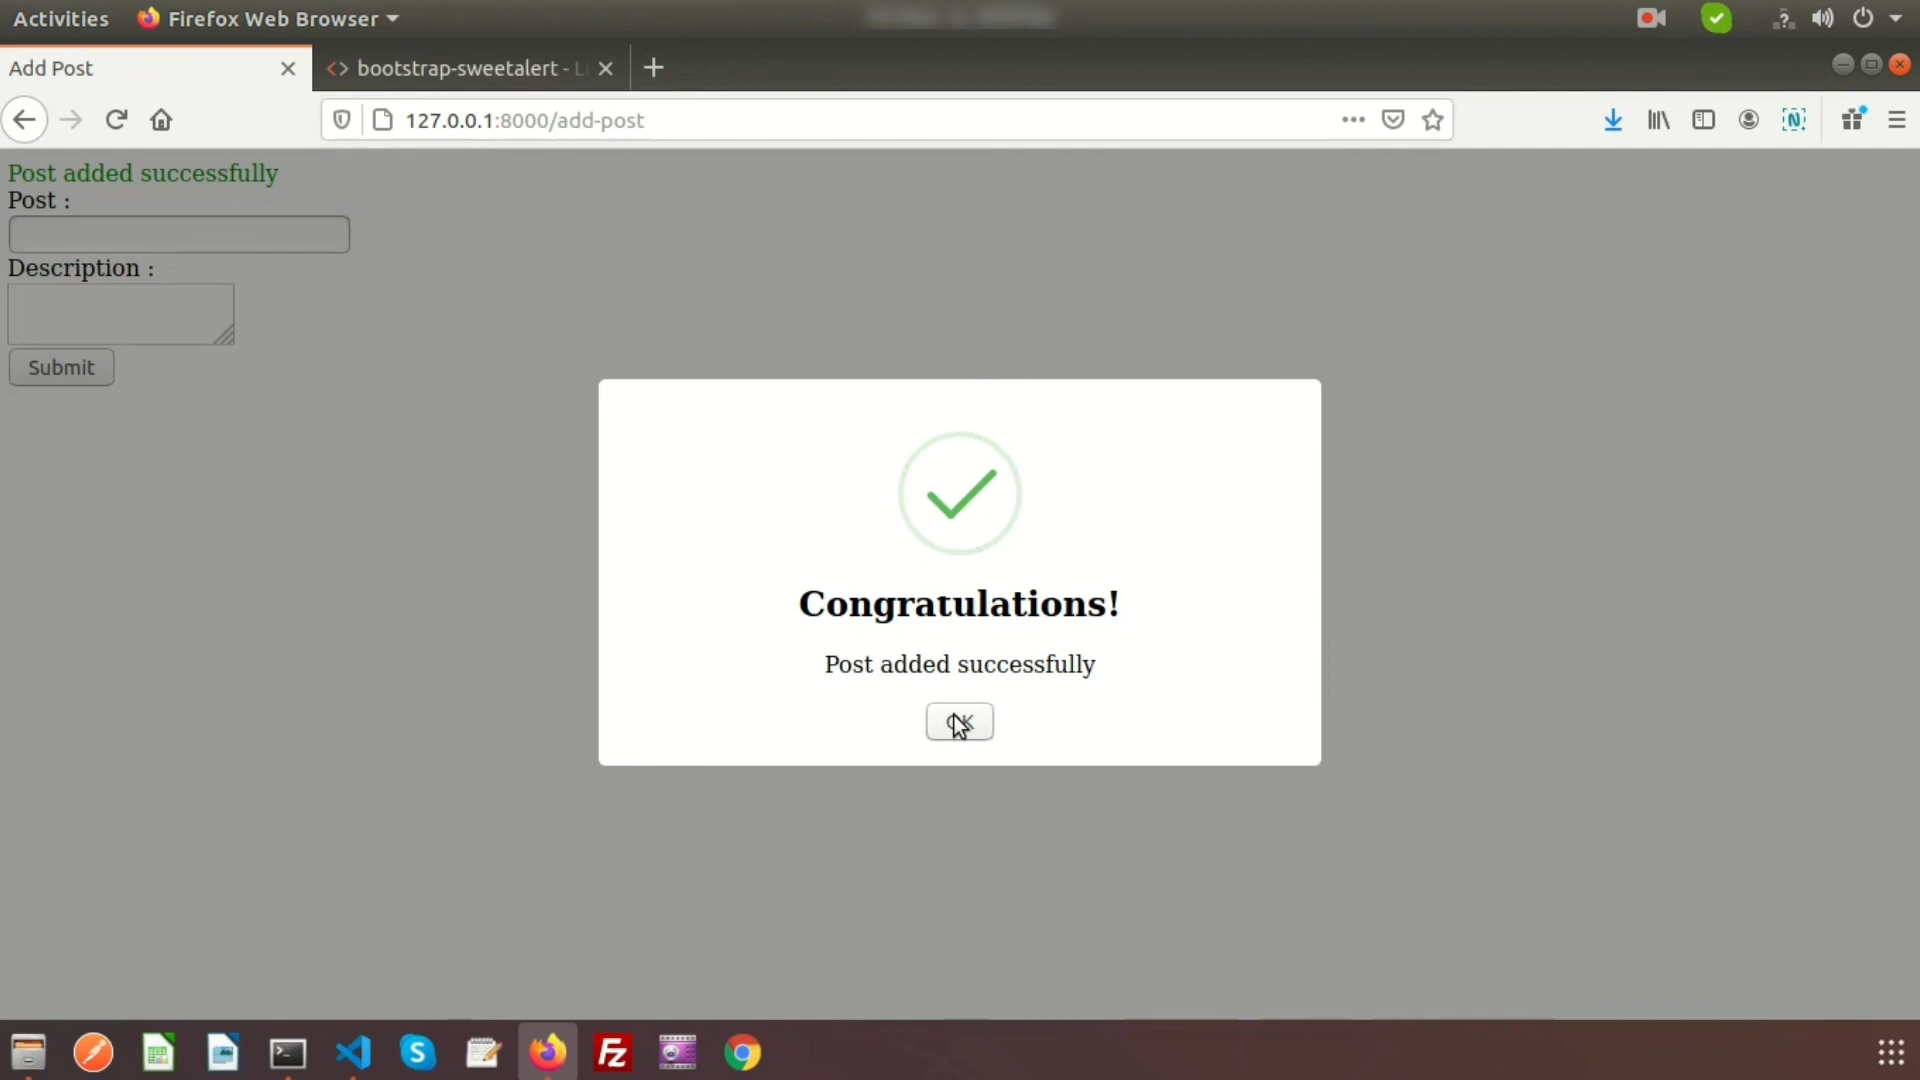 Activities
Firefox Web Browser
Add Post
bootstrap-sweetalert -
127.0.0.1:8000/add-post
Post added successfully
Post :
Description :
Submit
Congratulations!
Post added successfully
OK